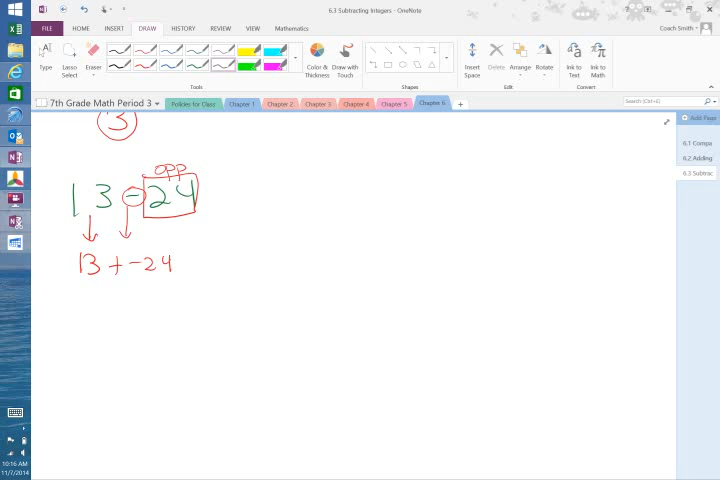 6.3 Subtracting Integers - OneNote
FILE HOME INSERT DRAW HISTORY REVIEW VIEW Mathematics
Coach Smith
Type Lasso Select Eraser Color & Thickness Draw with Touch Insert Space Delete Arrange Rotate Ink to Text Ink to Math
Tools Shapes Edit Convert
7th Grade Math Period 3 Policies for Class Chapter 1 Chapter 2 Chapter 3 Chapter 4 Chapter 5 Chapter 6 + Search (Ctrl+E)
Add Page
6.1 Compa
6.2 Adding
6.3 Subtrac
3
opp
13 - 24
13 + -24
10:16 AM
11/7/2014